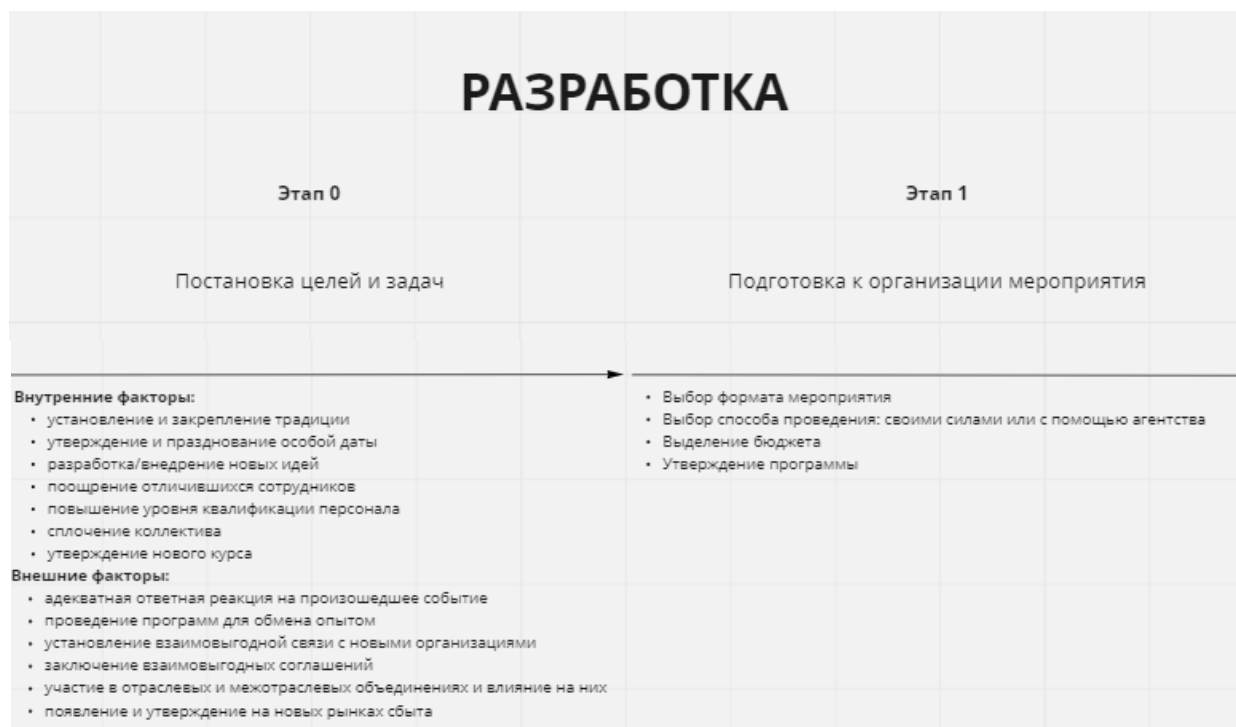 РАЗРАБОТКА
Этап 0
Постановка целей и задач
Внутренние факторы:
• установление и закрепление традиции
• утверждение и празднование особой даты
• разработка/внедрение новых идей
• поощрение отличившихся сотрудников
• повышение уровня квалификации персонала
• сплочение коллектива
• утверждение нового курса
Внешние факторы:
• адекватная ответная реакция на произошедшее событие
• проведение программ для обмена опытом
• установление взаимовыгодной связи с новыми организациями
• заключение взаимовыгодных соглашений
• участие в отраслевых и межотраслевых объединениях и влияние на них
• появление и утверждение на новых рынках сбыта
Этап 1
Подготовка к организации мероприятия
• Выбор формата мероприятия
• Выбор способа проведения: своими силами или с помощью агентства
• Выделение бюджета
• Утверждение программы